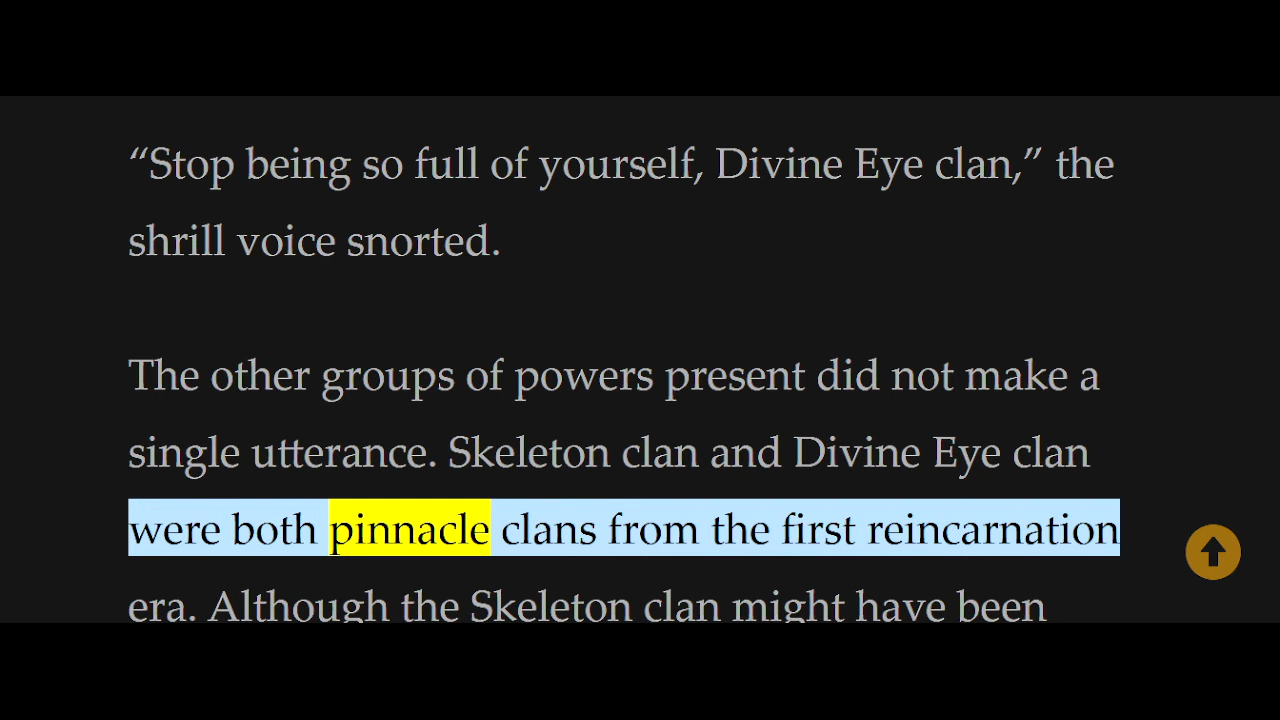 “Stop being so full of yourself, Divine Eye clan,” the
shrill voice snorted.
The other groups of powers present did not make a
single utterance. Skeleton clan and Divine Eye clan
were both pinnacle clans from the first reincarnation
era. Although the Skeleton clan might have been